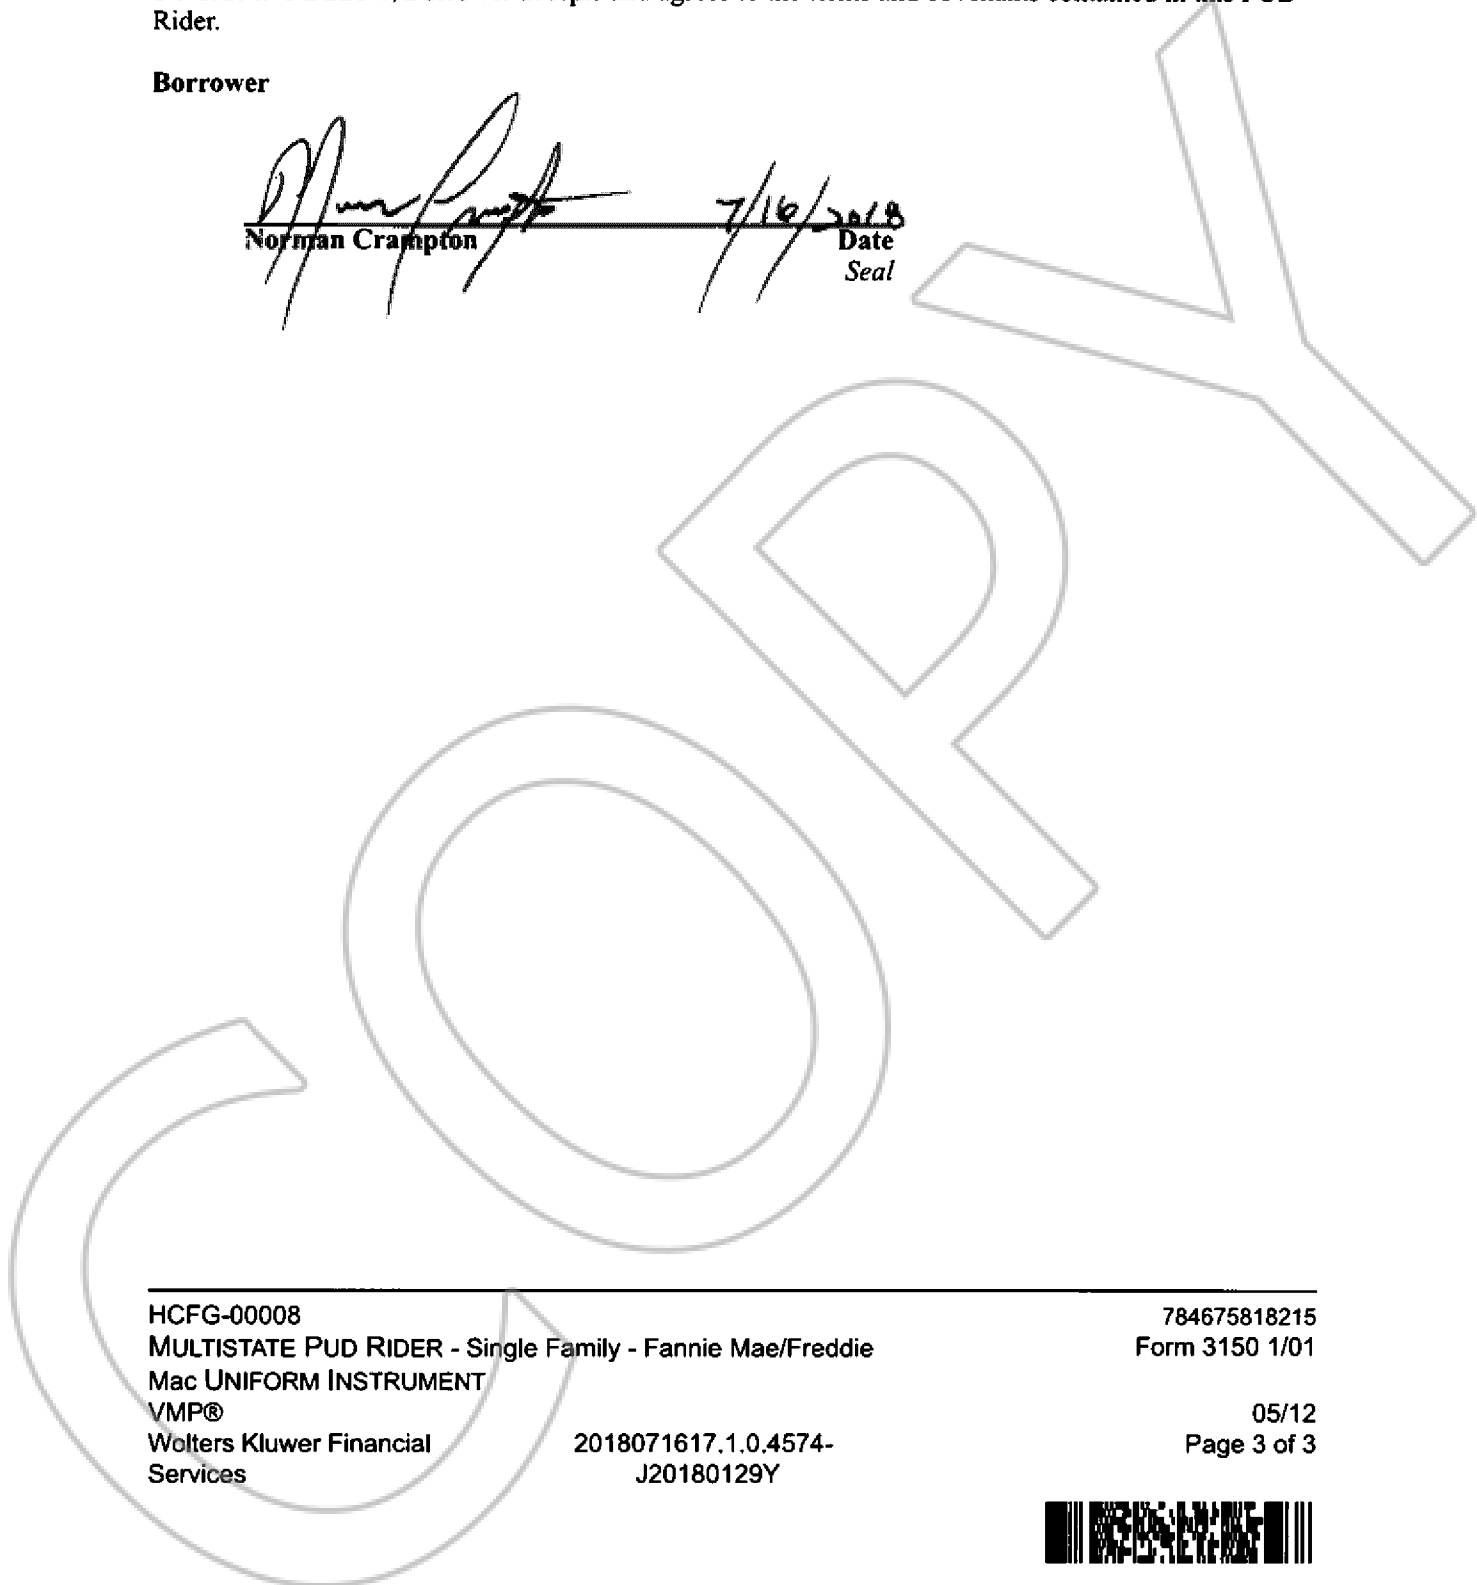 Rider.
Borrower
7/16/2018
Norman Crampton Date
Seal
COPY
HCFG-00008 784675818215
MULTISTATE PUD RIDER - Single Family - Fannie Mae/Freddie Form 3150 1/01
Mac UNIFORM INSTRUMENT
VMP® 05/12
Wolters Kluwer Financial 2018071617.1.0.4574- Page 3 of 3
Services J20180129Y